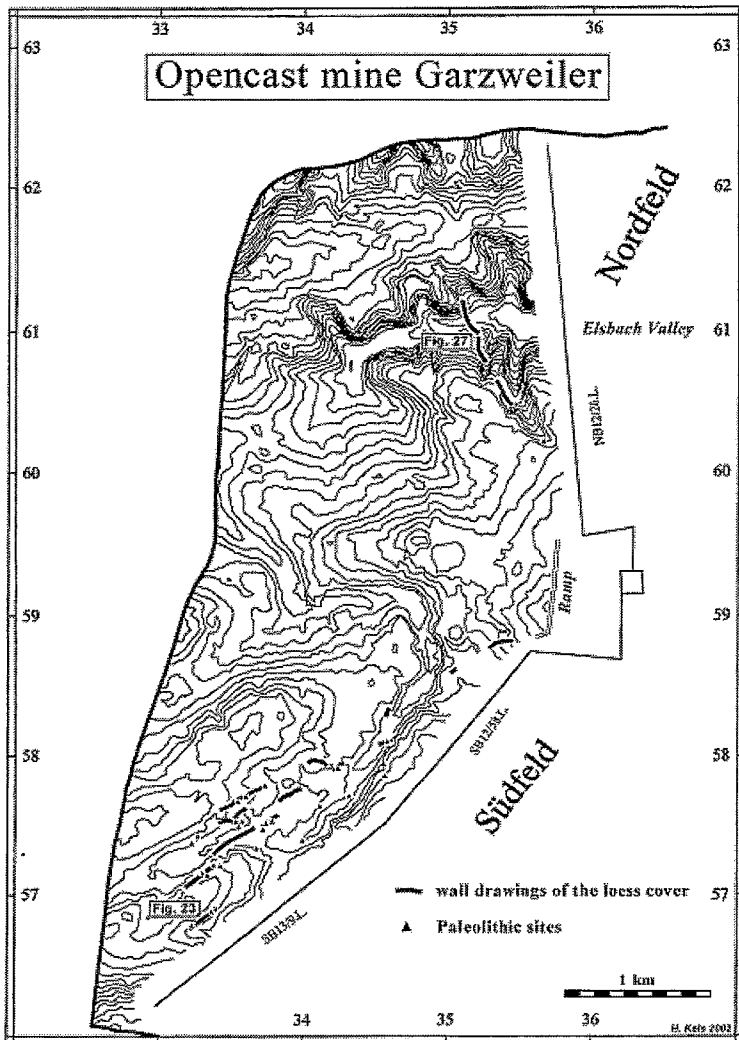 33 34 35 36
63 63
Opencast mine Garzweiler
62 62
Nordfeld
61 61
Elsbach Valley
Fig. 27
60 60
59 59
Ramp
58 58
Südfeld
57 57
wall drawings of the loess cover
Fig. 23
Paleolithic sites
1 km
34 35 36